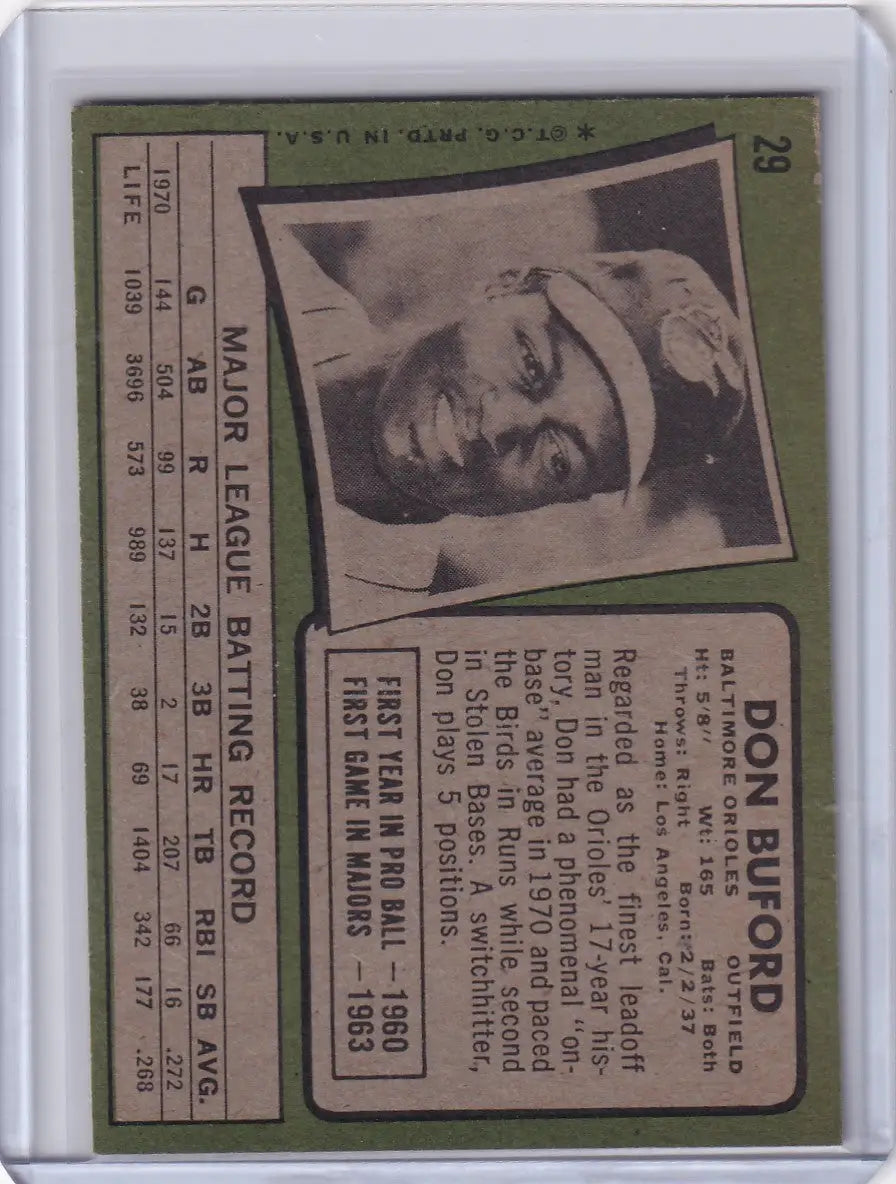 29
* ©T.C.G. PRTD. IN U.S.A.
DON BUFORD
BALTIMORE ORIOLES OUTFIELD
Ht: 5'8" Wt: 165 Bats: Both
Throws: Right Born: 2/2/37
Home: Los Angeles, Cal.
Regarded as the finest leadoff
man in the Orioles' 17-year his-
tory, Don had a phenomenal "on-
base" average in 1970 and paced
the Birds in Runs while second
in Stolen Bases. A switchhitter,
Don plays 5 positions.
FIRST YEAR IN PRO BALL — 1960
FIRST GAME IN MAJORS — 1963
MAJOR LEAGUE BATTING RECORD
G AB R H 2B 3B HR TB RBI SB AVG.
1970 144 504 99 137 15 2 17 207 66 16 .272
LIFE 1039 3696 573 989 132 38 69 1404 342 177 .268